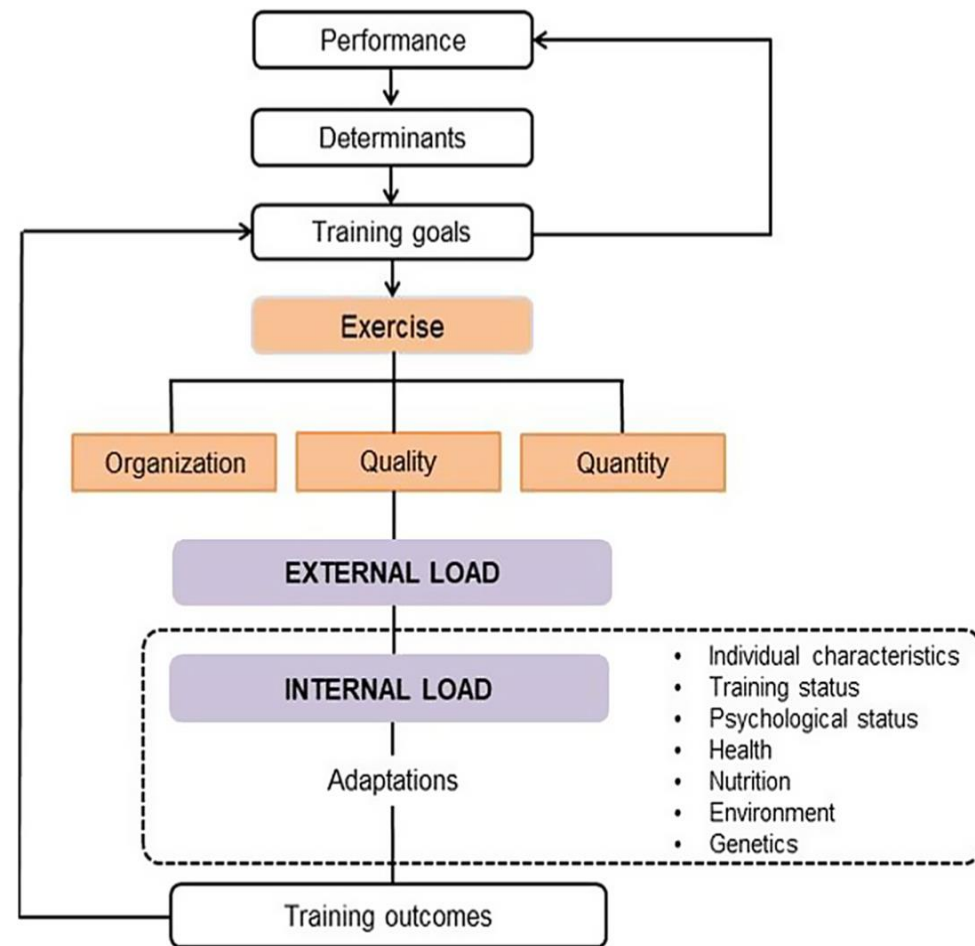 Performance
Determinants
Training goals
Exercise
Organization
Quality
Quantity
EXTERNAL LOAD
INTERNAL LOAD
Adaptations
• Individual characteristics
• Training status
• Psychological status
• Health
• Nutrition
• Environment
• Genetics
Training outcomes